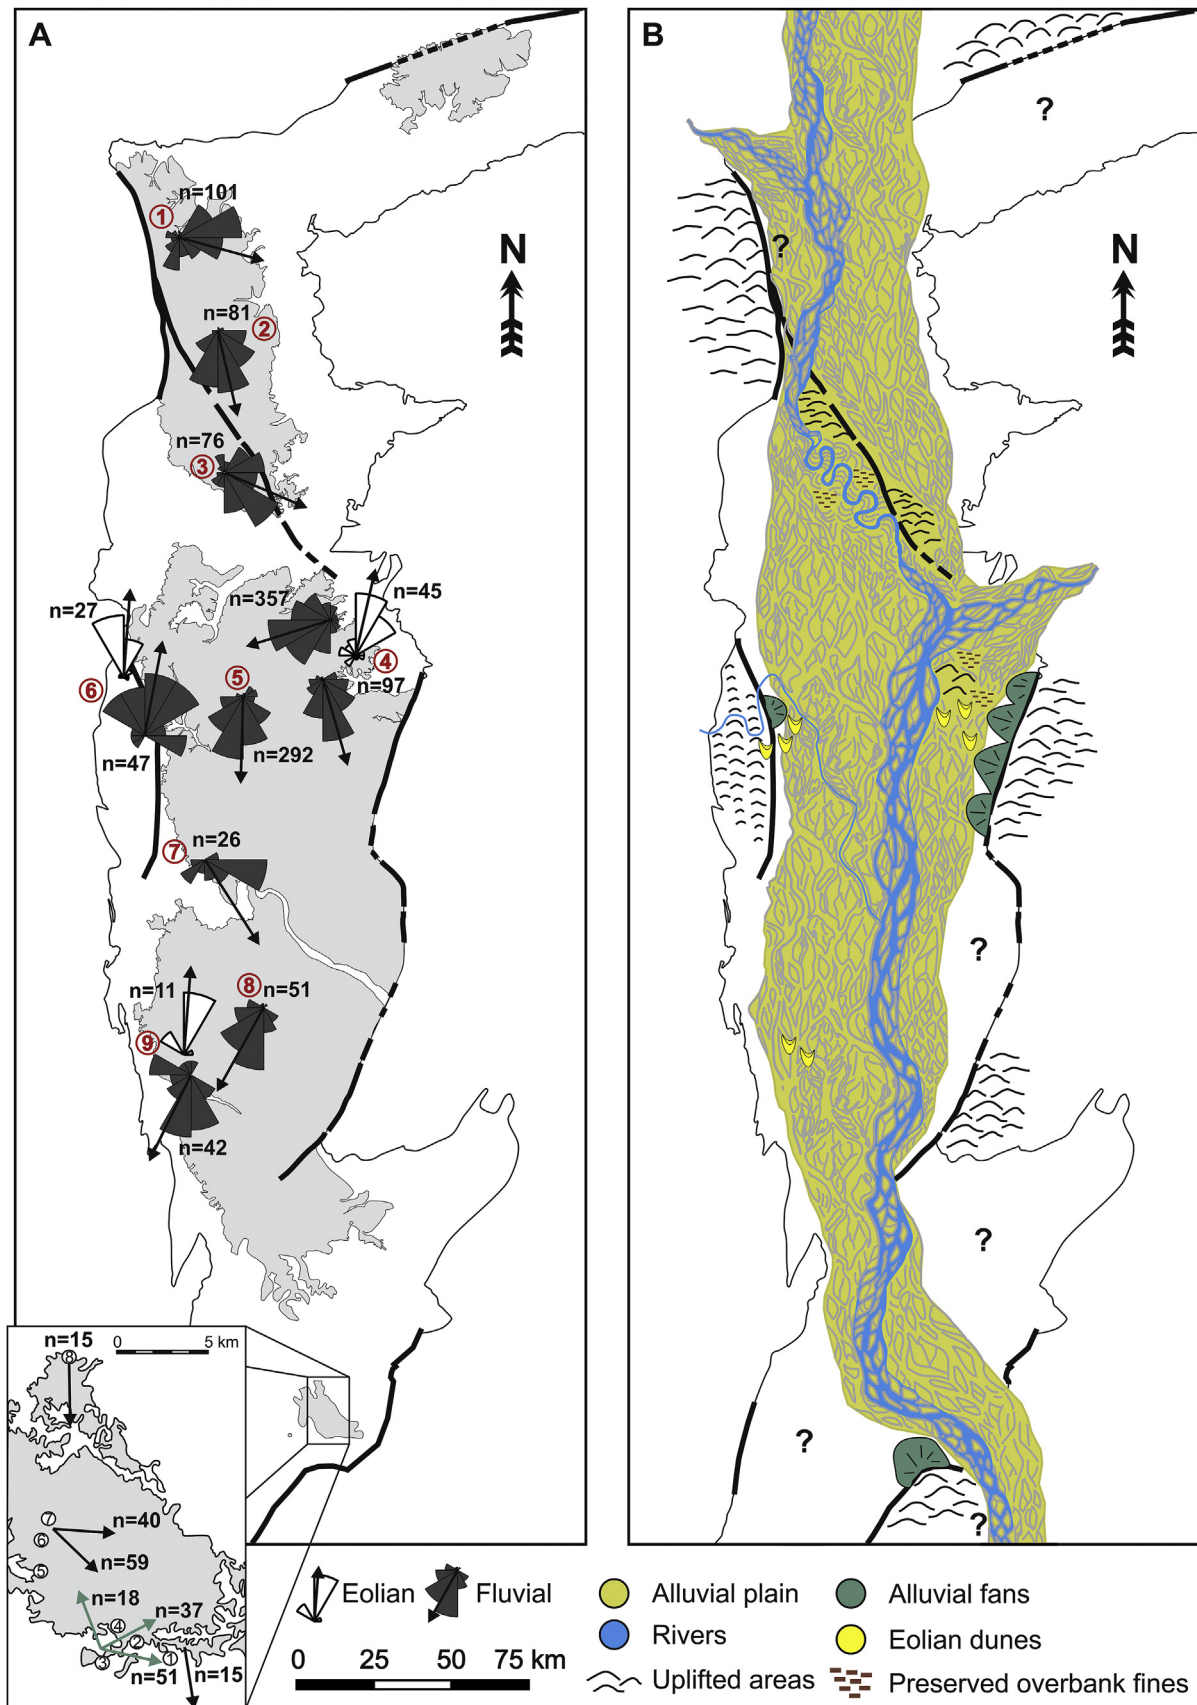 A
n=101
1
N
n=81
2
n=76
3
n=357
n=45
n=27
4
5
6
n=97
n=292
n=47
n=26
7
8
n=11
n=51
9
n=42
n=15
8
0 5 km
7
n=40
6
n=59
5
n=18
n=37
4
2
3
1
n=51
n=15
Eolian
Fluvial
0 25 50 75 km
B
?
?
N
?
?
?
?
Alluvial plain
Alluvial fans
Rivers
Eolian dunes
Uplifted areas
Preserved overbank fines